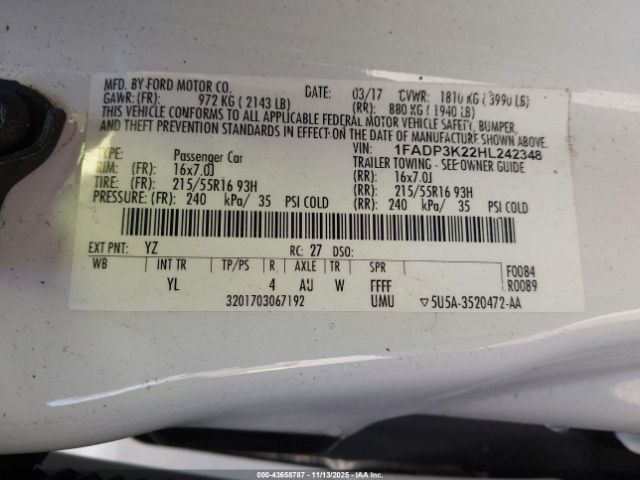 MFD. BY FORD MOTOR CO. DATE: 03/17 GVWR: 1810 KG ( 3990 LB)
GAWR: (FR): 972 KG ( 2143 LB) (RR): 880 KG ( 1940 LB)
THIS VEHICLE CONFORMS TO ALL APPLICABLE FEDERAL MOTOR VEHICLE SAFETY, BUMPER,
AND THEFT PREVENTION STANDARDS IN EFFECT ON THE DATE OF MANUFACTURE SHOWN ABOVE.
VIN: 1FADP3K22HL242348
TYPE: Passenger Car TRAILER TOWING - SEE OWNER GUIDE
RIM: (FR): 16x7.0J (RR): 16x7.0J
TIRE: (FR): 215/55R16 93H (RR): 215/55R16 93H
PRESSURE: (FR): 240 kPa/ 35 PSI COLD (RR): 240 kPa/ 35 PSI COLD
EXT PNT: YZ RC: 27 DSO:
WB INT TR TP/PS R AXLE TR SPR F0084
YL 4 AU W FFFF R0089
3201703067192 UMU ▽5U5A-3520472-AA
000-43658787 - 11/13/2025 - IAAI.COM